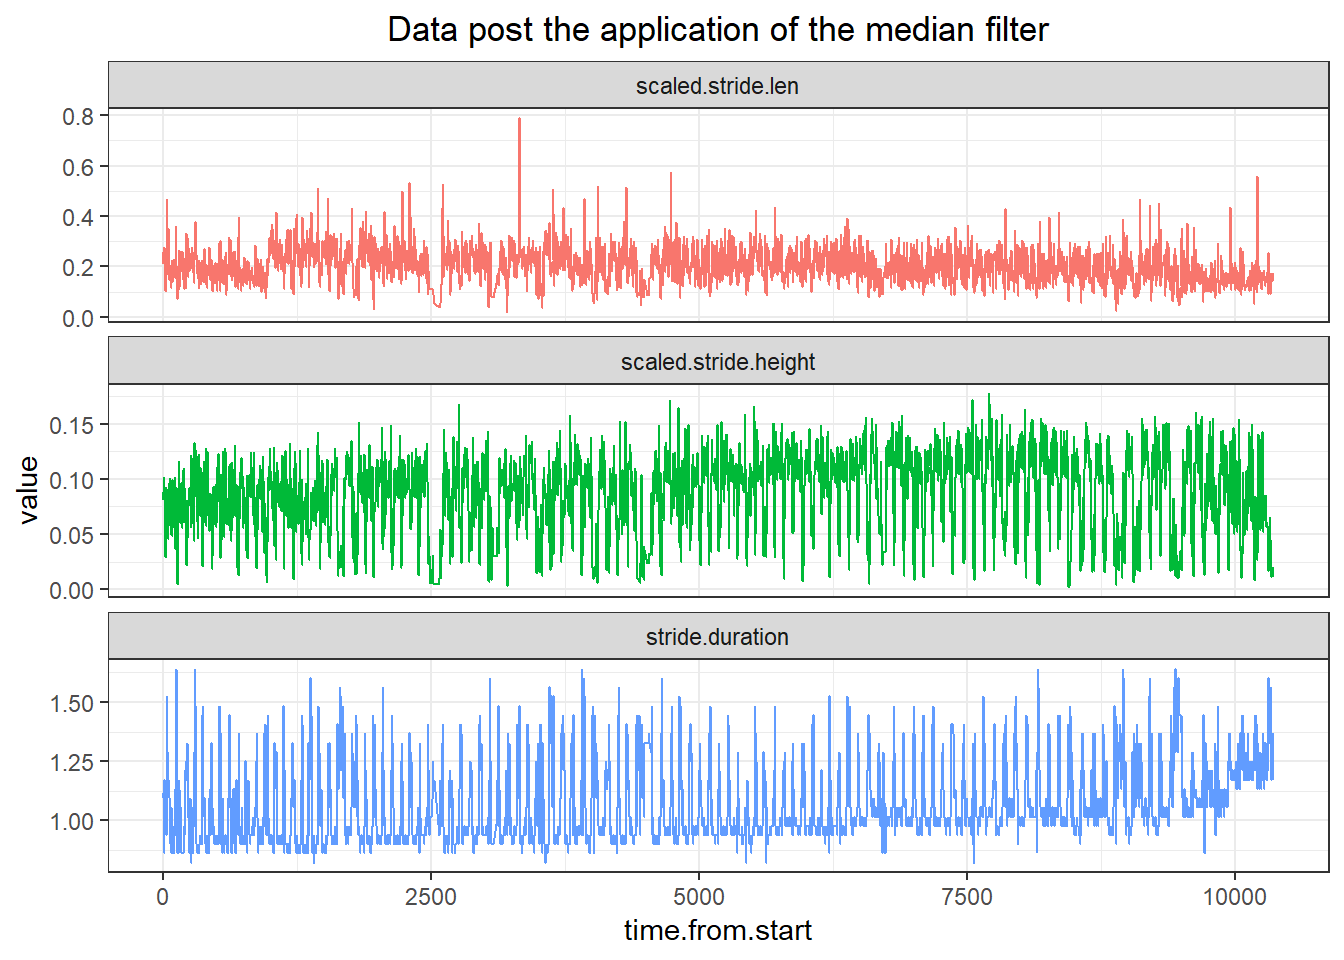 Data post the application of the median filter
scaled.stride.len
0.8
0.6
0.4
0.2
0.0
scaled.stride.height
0.15
0.10
0.05
0.00
value
stride.duration
1.50
1.25
1.00
0 2500 5000 7500 10000
time.from.start